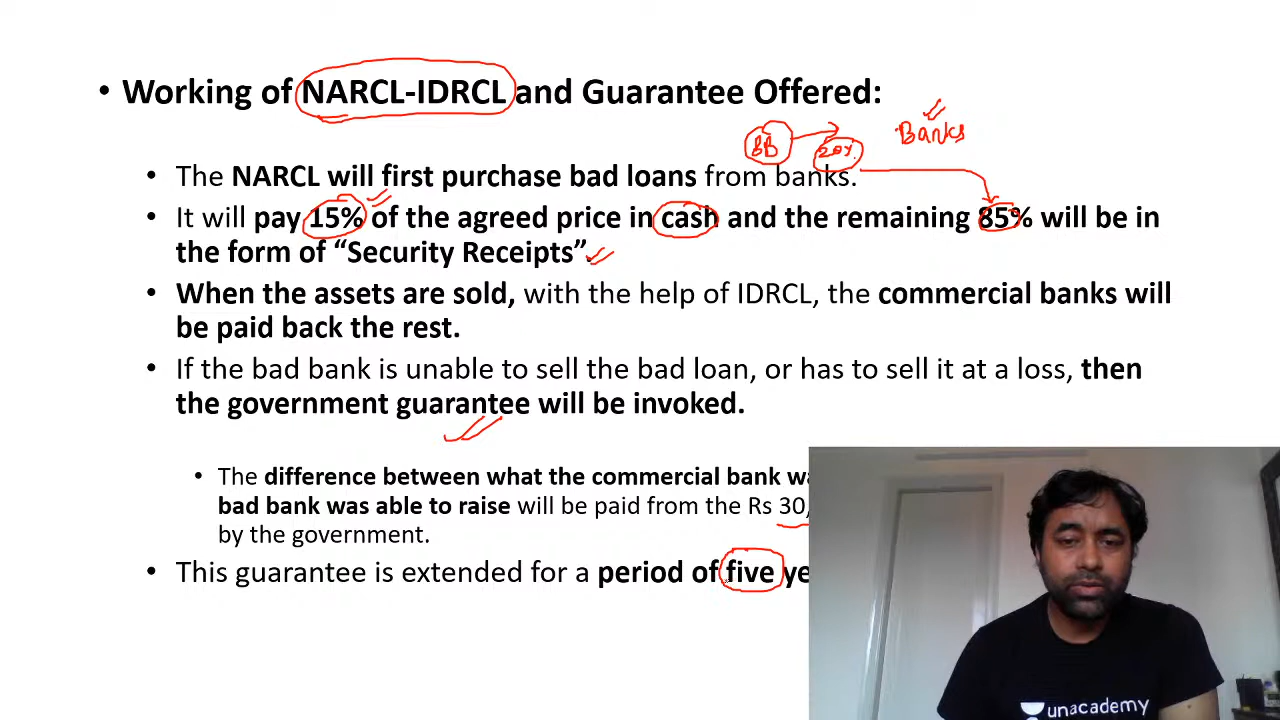 • Working of NARCL-IDRCL and Guarantee Offered:
BB
Banks
• The NARCL will first purchase bad loans from banks.
• It will pay 15% of the agreed price in cash and the remaining 85% will be in
the form of “Security Receipts”.
• When the assets are sold, with the help of IDRCL, the commercial banks will
be paid back the rest.
• If the bad bank is unable to sell the bad loan, or has to sell it at a loss, then
the government guarantee will be invoked.
• The difference between what the commercial bank
bad bank was able to raise will be paid from the Rs 30,
by the government.
• This guarantee is extended for a period of five
unacademy